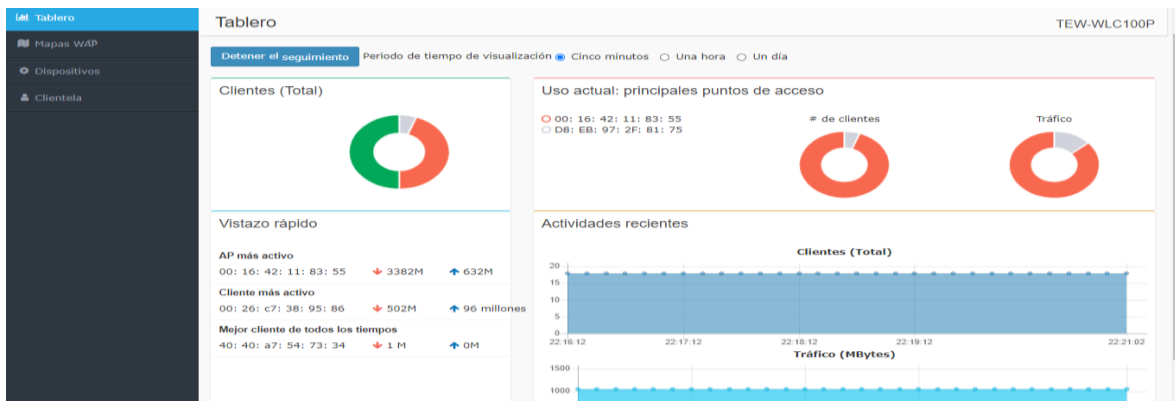 Tablero
Mapas WAP
Dispositivos
Clientela
Tablero
TEW-WLC100P
Detener el seguimiento Periodo de tiempo de visualización Cinco minutos Una hora Un día
Clientes (Total)
Uso actual: principales puntos de acceso
00: 16: 42: 11: 83: 55
D8: EB: 97: 2F: 81: 75
# de clientes
Tráfico
Vistazo rápido
AP más activo
00: 16: 42: 11: 83: 55 3382M 632M
Cliente más activo
00: 26: c7: 38: 95: 86 502M 96 millones
Mejor cliente de todos los tiempos
40: 40: a7: 54: 73: 34 1 M 0M
Actividades recientes
Clientes (Total)
20
15
10
5
0
22:16:12 22:17:12 22:18:12 22:19:12 22:21:02
Tráfico (MBytes)
1500
1000